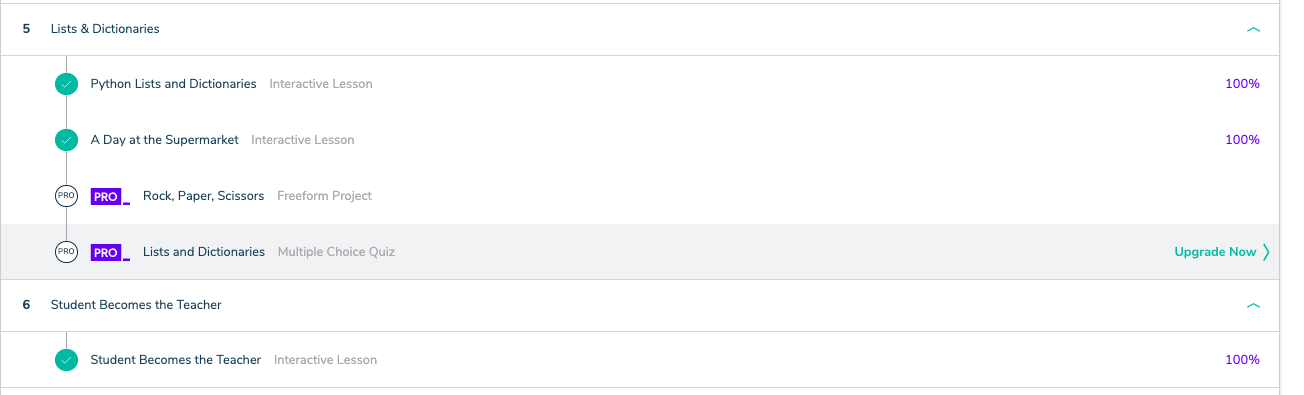 5 Lists & Dictionaries
Python Lists and Dictionaries Interactive Lesson 100%
A Day at the Supermarket Interactive Lesson 100%
PRO PRO_ Rock, Paper, Scissors Freeform Project
PRO PRO_ Lists and Dictionaries Multiple Choice Quiz Upgrade Now
6 Student Becomes the Teacher
Student Becomes the Teacher Interactive Lesson 100%